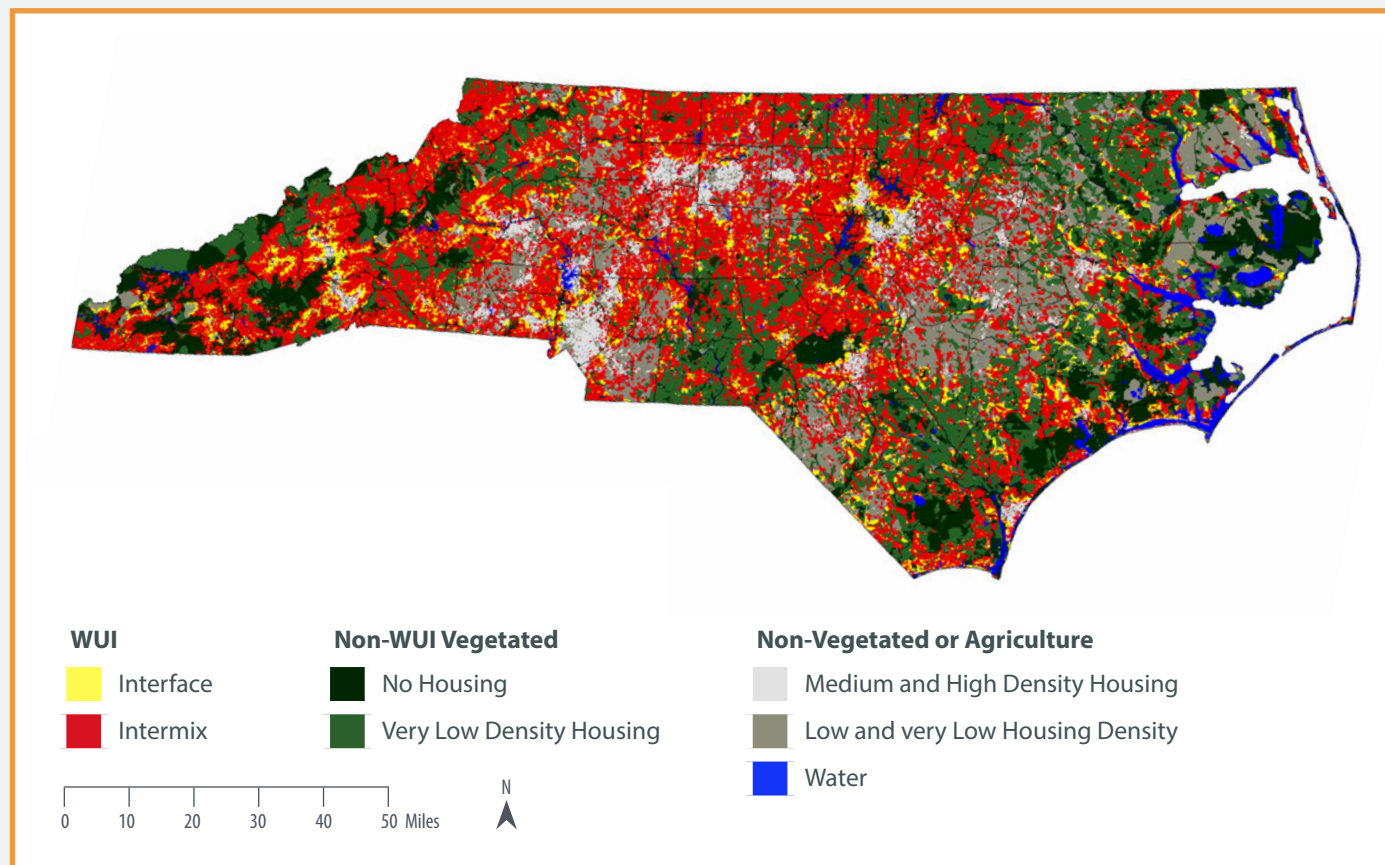 WUI
Interface
Intermix
Non-WUI Vegetated
No Housing
Very Low Density Housing
Non-Vegetated or Agriculture
Medium and High Density Housing
Low and very Low Housing Density
Water
0 10 20 30 40 50 Miles
N